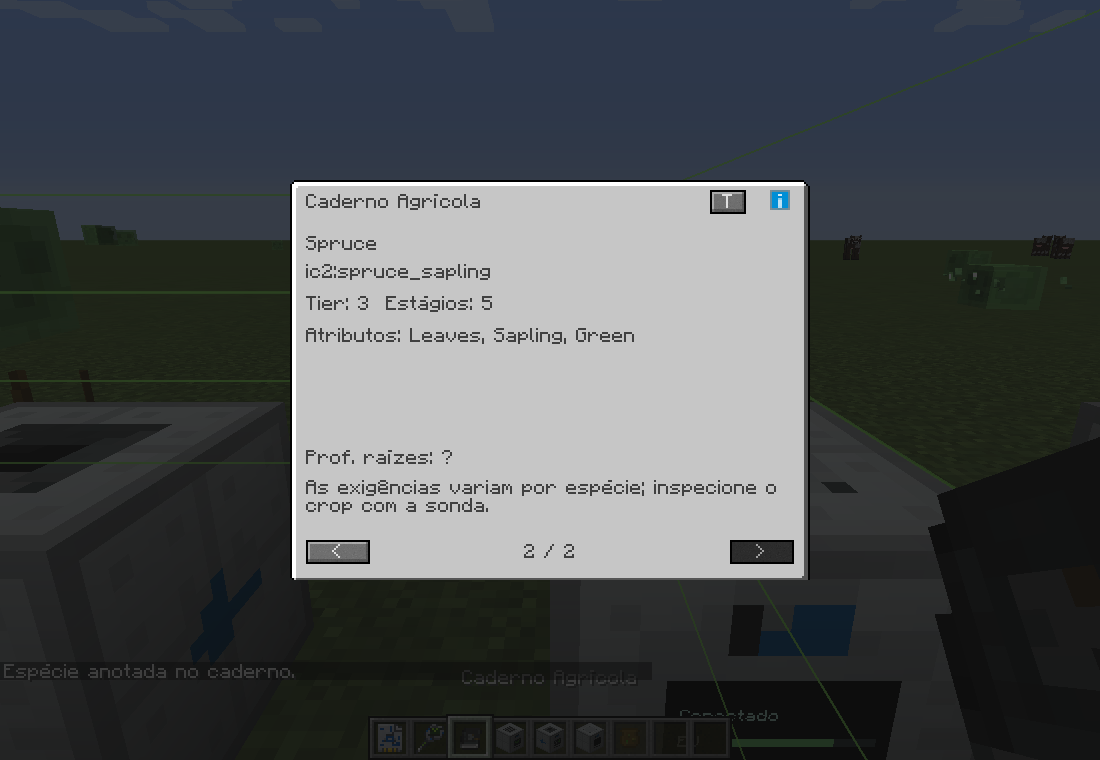 Caderno Agrícola
T
i
Spruce
ic2:spruce_sapling
Tier: 3 Estágios: 5
Atributos: Leaves, Sapling, Green
Prof. raízes: ?
As exigências variam por espécie; inspecione o
crop com a sonda.
<
2 / 2
>
Espécie anotada no caderno.
Caderno Agrícola
Conectado